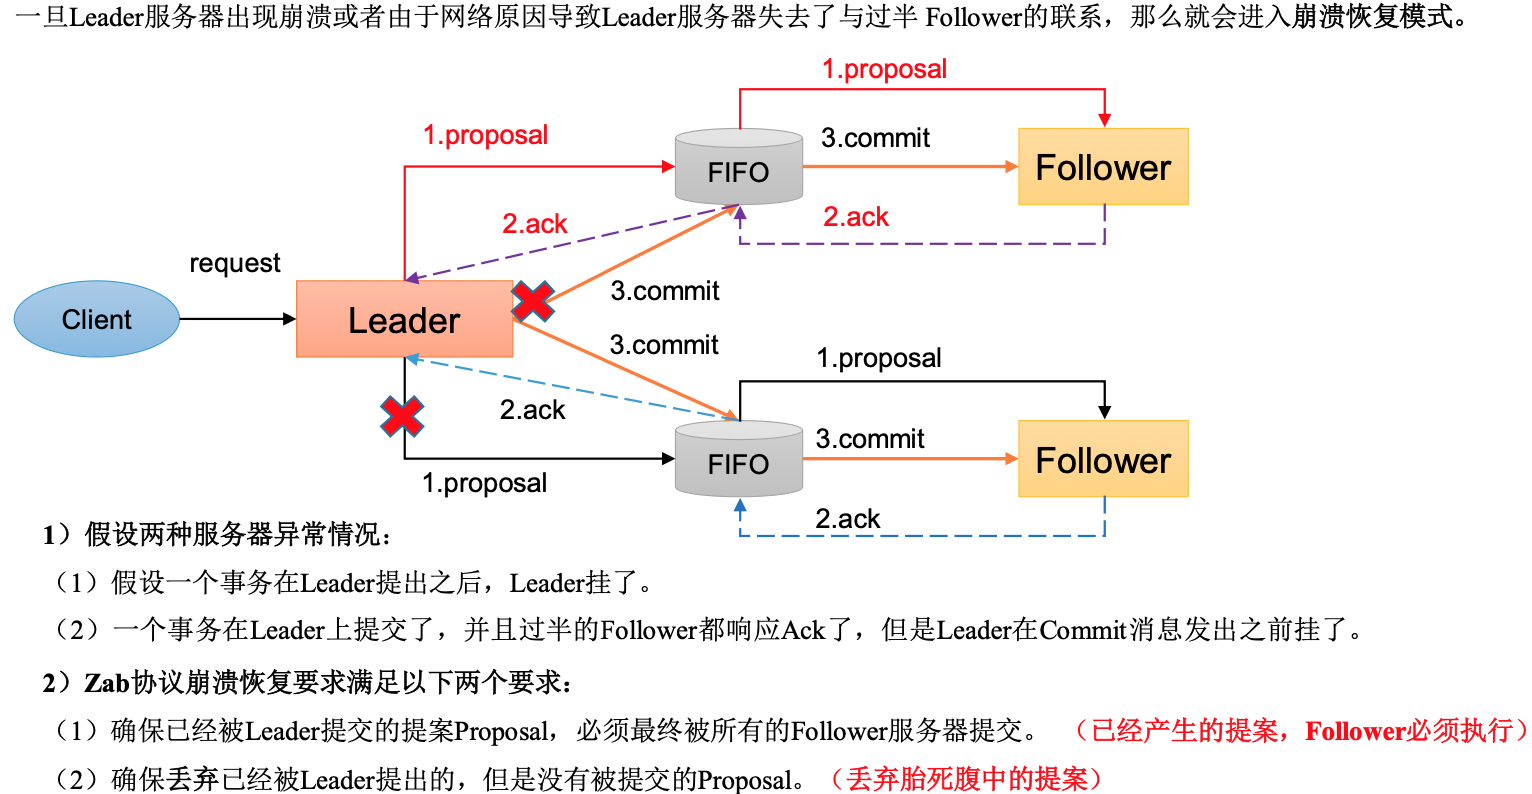 一旦Leader服务器出现崩溃或者由于网络原因导致Leader服务器失去了与过半 Follower的联系，那么就会进入崩溃恢复模式。
1.proposal
1.proposal
FIFO
3.commit
Follower
2.ack
2.ack
request
3.commit
Client
Leader
3.commit
1.proposal
2.ack
3.commit
FIFO
Follower
1.proposal
2.ack
1）假设两种服务器异常情况：
（1）假设一个事务在Leader提出之后，Leader挂了。
（2）一个事务在Leader上提交了，并且过半的Follower都响应Ack了，但是Leader在Commit消息发出之前挂了。
2）Zab协议崩溃恢复要求满足以下两个要求：
（1）确保已经被Leader提交的提案Proposal，必须最终被所有的Follower服务器提交。 （已经产生的提案，Follower必须执行）
（2）确保丢弃已经被Leader提出的，但是没有被提交的Proposal。（丢弃胎死腹中的提案）